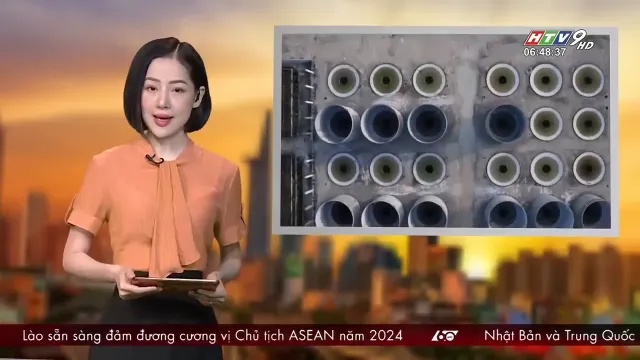 HTV9 HD
06:48:37
Lào sẵn sàng đảm đương cương vị Chủ tịch ASEAN năm 2024 60 Nhật Bản và Trung Quốc